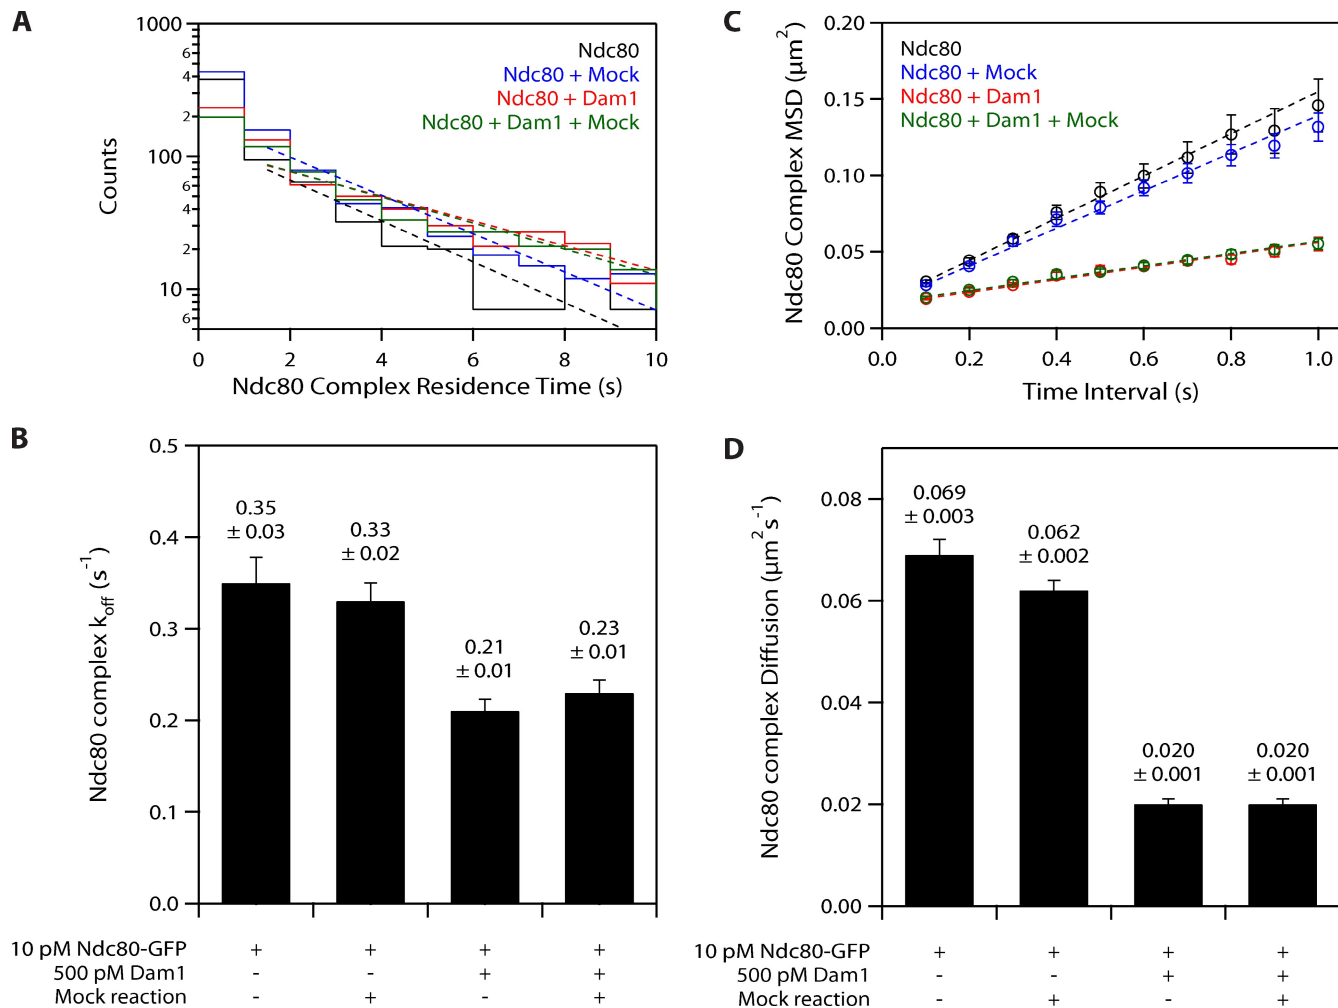 A
1000
6
4
2
100
6
4
2
10
6
Counts
Ndc80
Ndc80 + Mock
Ndc80 + Dam1
Ndc80 + Dam1 + Mock
0
2
4
6
8
10
Ndc80 Complex Residence Time (s)
C
0.20
0.15
0.10
0.05
0.00
Ndc80 Complex MSD (µm²)
Ndc80
Ndc80 + Mock
Ndc80 + Dam1
Ndc80 + Dam1 + Mock
0.0
0.2
0.4
0.6
0.8
1.0
Time Interval (s)
B
0.5
0.4
0.3
0.2
0.1
0.0
Ndc80 complex k_off (s⁻¹)
0.35
± 0.03
0.33
± 0.02
0.21
± 0.01
0.23
± 0.01
10 pM Ndc80-GFP + + + +
500 pM Dam1 - - + +
Mock reaction - + - +
D
0.08
0.06
0.04
0.02
0.00
Ndc80 complex Diffusion (µm² s⁻¹)
0.069
± 0.003
0.062
± 0.002
0.020
± 0.001
0.020
± 0.001
10 pM Ndc80-GFP + + + +
500 pM Dam1 - - + +
Mock reaction - + - +